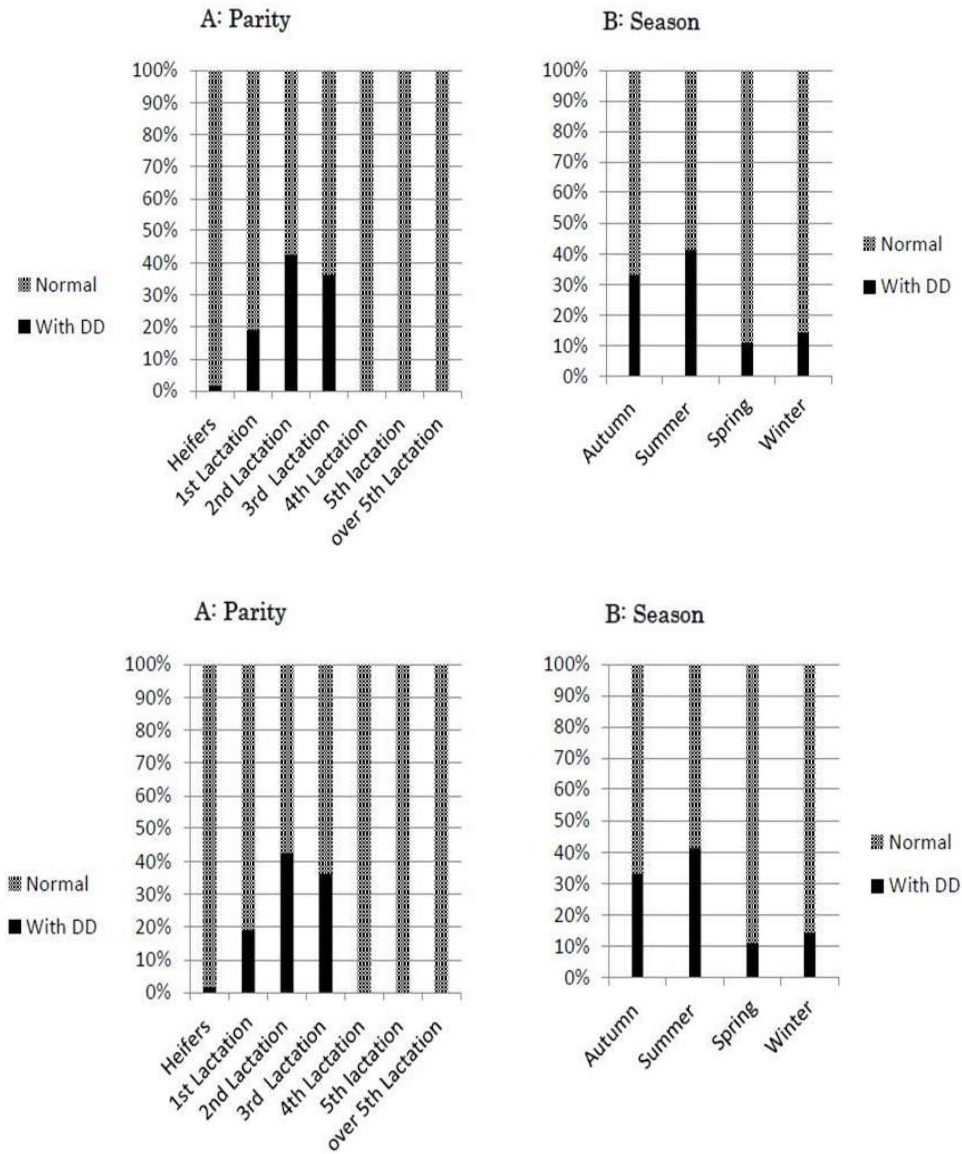 A: Parity
100%
90%
80%
70%
60%
50%
40%
30%
20%
10%
0%
Normal
With DD
Heifers
1st Lactation
2nd Lactation
3rd Lactation
4th Lactation
5th lactation
over 5th Lactation
B: Season
100%
90%
80%
70%
60%
50%
40%
30%
20%
10%
0%
Autumn
Summer
Spring
Winter
Normal
With DD
A: Parity
100%
90%
80%
70%
60%
50%
40%
30%
20%
10%
0%
Normal
With DD
Heifers
1st Lactation
2nd Lactation
3rd Lactation
4th Lactation
5th lactation
over 5th Lactation
B: Season
100%
90%
80%
70%
60%
50%
40%
30%
20%
10%
0%
Autumn
Summer
Spring
Winter
Normal
With DD